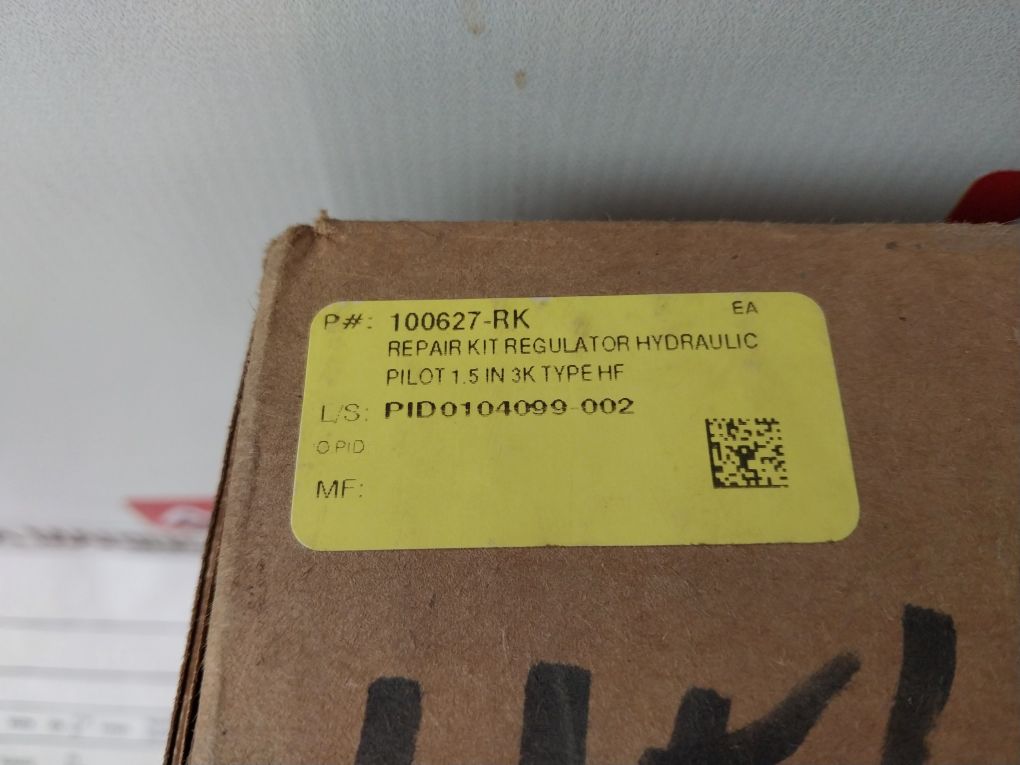 P#: 100627-RK EA
REPAIR KIT REGULATOR HYDRAULIC
PILOT 1.5 IN 3K TYPE HF
L/S: PID0104099-002
O.PID
MF: